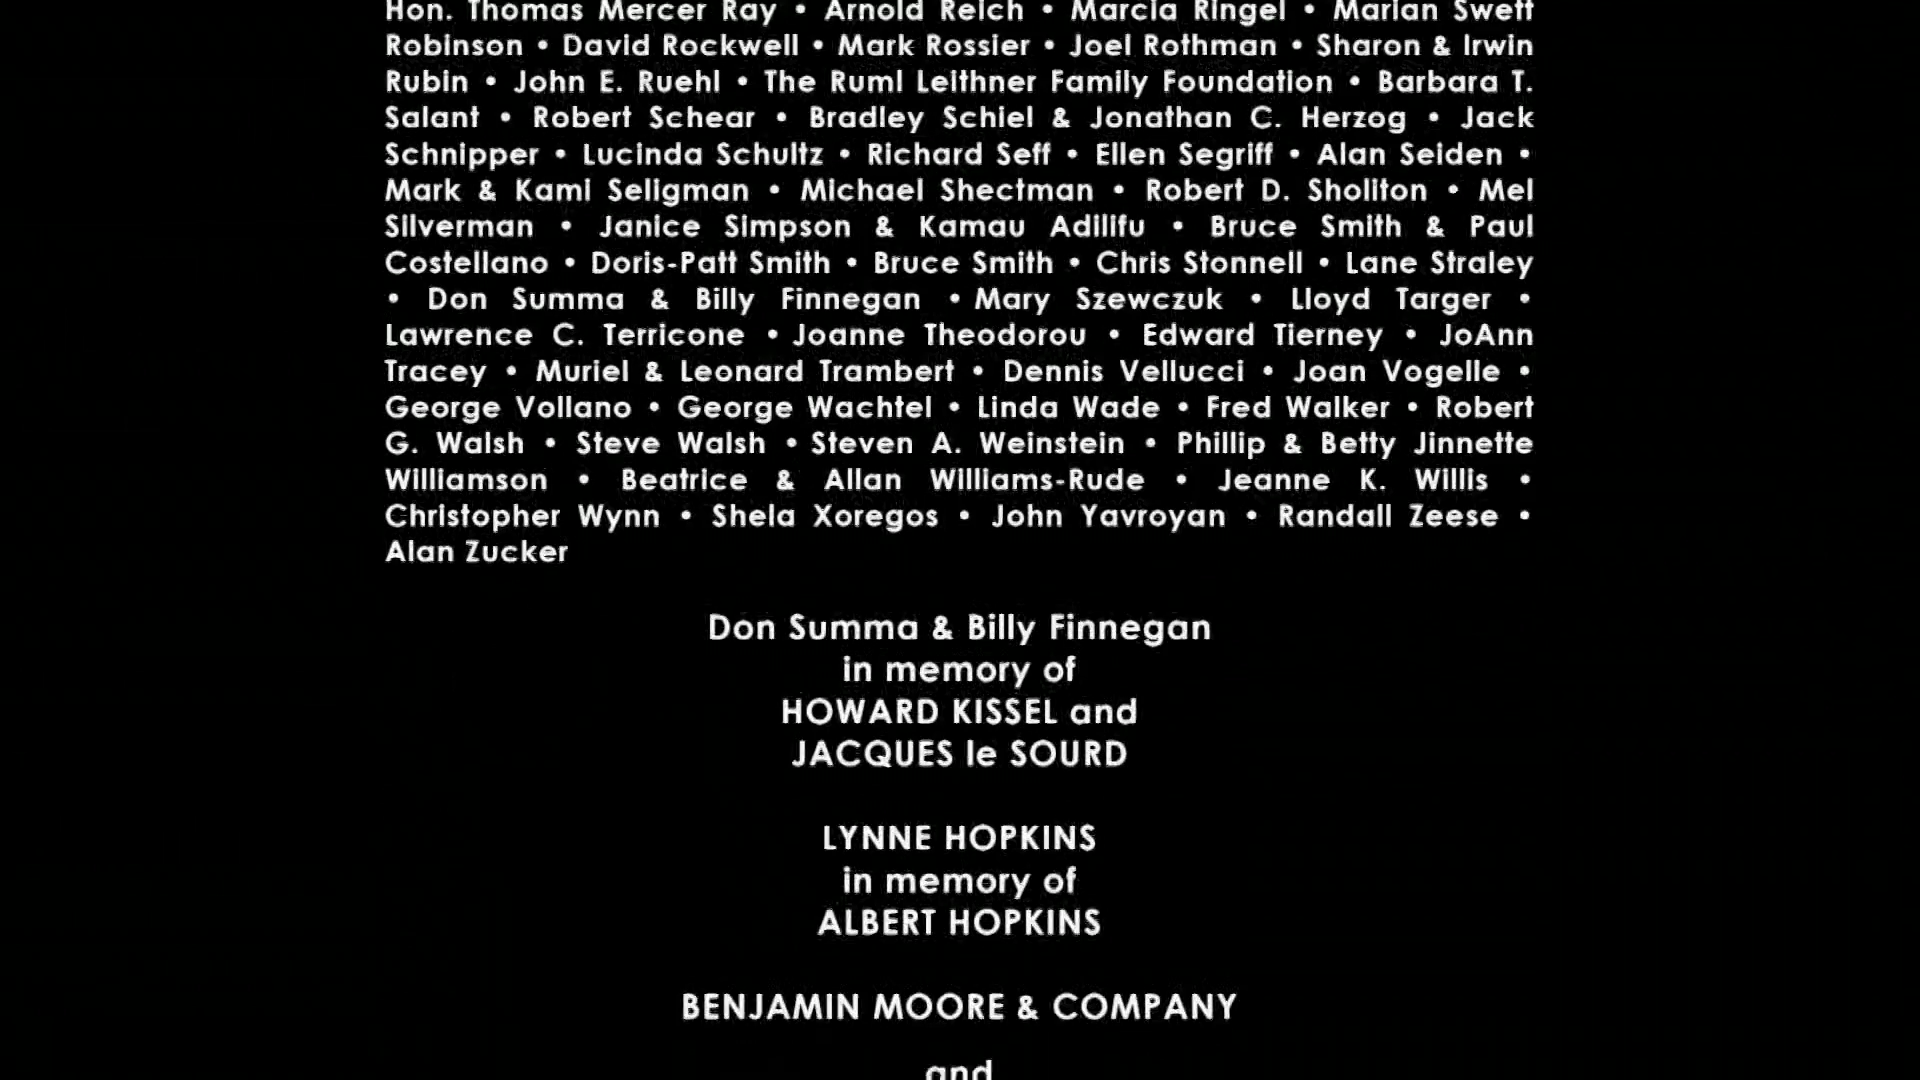 Hon. Thomas Mercer Ray • Arnold Reich • Marcia Ringel • Marian Swett
Robinson • David Rockwell • Mark Rossier • Joel Rothman • Sharon & Irwin
Rubin • John E. Ruehl • The Ruml Leithner Family Foundation • Barbara T.
Salant • Robert Schear • Bradley Schiel & Jonathan C. Herzog • Jack
Schnipper • Lucinda Schultz • Richard Seff • Ellen Segriff • Alan Seiden •
Mark & Kami Seligman • Michael Shectman • Robert D. Sholiton • Mel
Silverman • Janice Simpson & Kamau Adilifu • Bruce Smith & Paul
Costellano • Doris-Patt Smith • Bruce Smith • Chris Stonnell • Lane Straley
• Don Summa & Billy Finnegan • Mary Szewczuk • Lloyd Targer •
Lawrence C. Terricone • Joanne Theodorou • Edward Tierney • JoAnn
Tracey • Muriel & Leonard Trambert • Dennis Vellucci • Joan Vogelle •
George Vollano • George Wachtel • Linda Wade • Fred Walker • Robert
G. Walsh • Steve Walsh • Steven A. Weinstein • Phillip & Betty Jinnette
Williamson • Beatrice & Allan Williams-Rude • Jeanne K. Willis •
Christopher Wynn • Shela Xoregos • John Yavroyan • Randall Zeese •
Alan Zucker
Don Summa & Billy Finnegan
in memory of
HOWARD KISSEL and
JACQUES le SOURD
LYNNE HOPKINS
in memory of
ALBERT HOPKINS
BENJAMIN MOORE & COMPANY
and